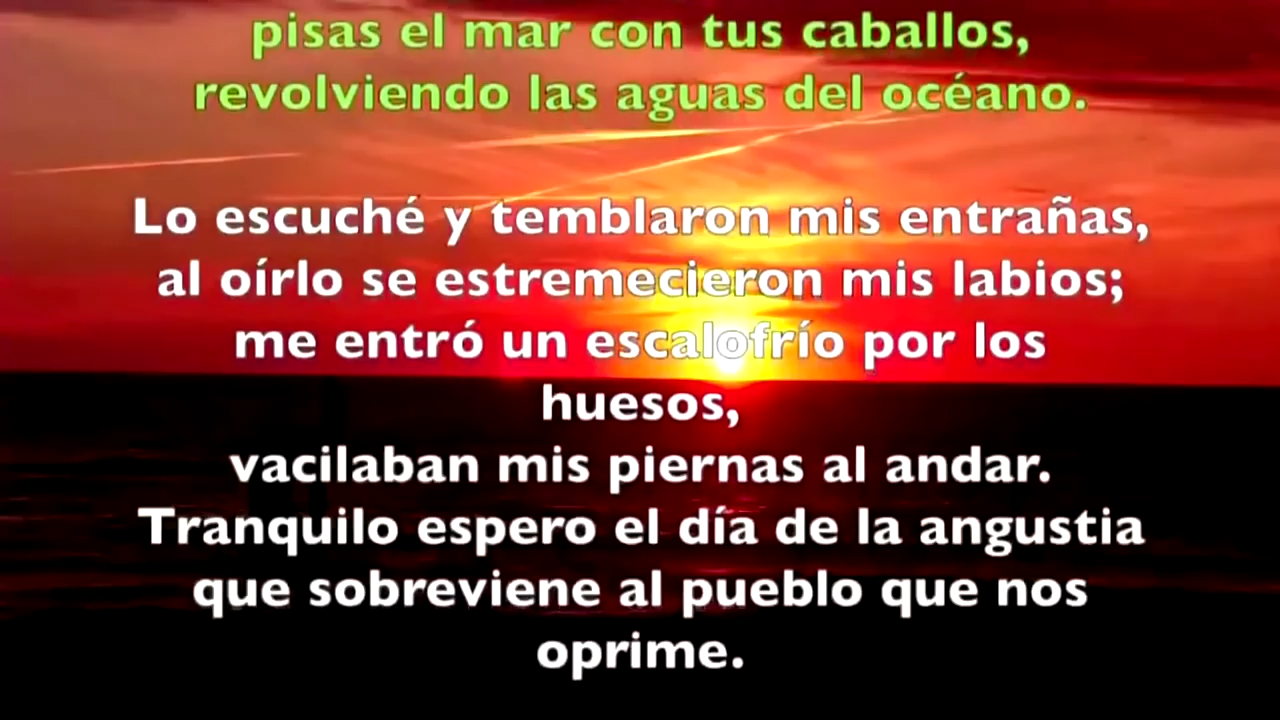 pisas el mar con tus caballos,
revolviendo las aguas del océano.
Lo escuché y temblaron mis entrañas,
al oírlo se estremecieron mis labios;
me entró un escalofrío por los
huesos,
vacilaban mis piernas al andar.
Tranquilo espero el día de la angustia
que sobreviene al pueblo que nos
oprime.